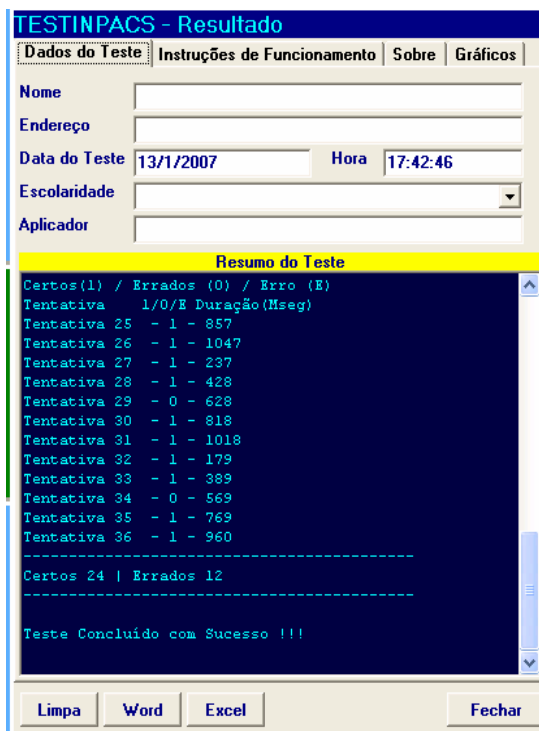 TESTINPACS - Resultado
Dados do Teste Instruções de Funcionamento Sobre Gráficos
Nome
Endereço
Data do Teste 13/1/2007 Hora 17:42:46
Escolaridade
Aplicador
Resumo do Teste
Certos(1) / Errados (0) / Erro (E)
Tentativa 1/0/E Duração(Mseg)
Tentativa 25 - 1 - 857
Tentativa 26 - 1 - 1047
Tentativa 27 - 1 - 237
Tentativa 28 - 1 - 428
Tentativa 29 - 0 - 628
Tentativa 30 - 1 - 818
Tentativa 31 - 1 - 1018
Tentativa 32 - 1 - 179
Tentativa 33 - 1 - 389
Tentativa 34 - 0 - 569
Tentativa 35 - 1 - 769
Tentativa 36 - 1 - 960
------------------------------------------
Certos 24 | Errados 12
------------------------------------------
Teste Concluído com Sucesso !!!
Limpa Word Excel Fechar